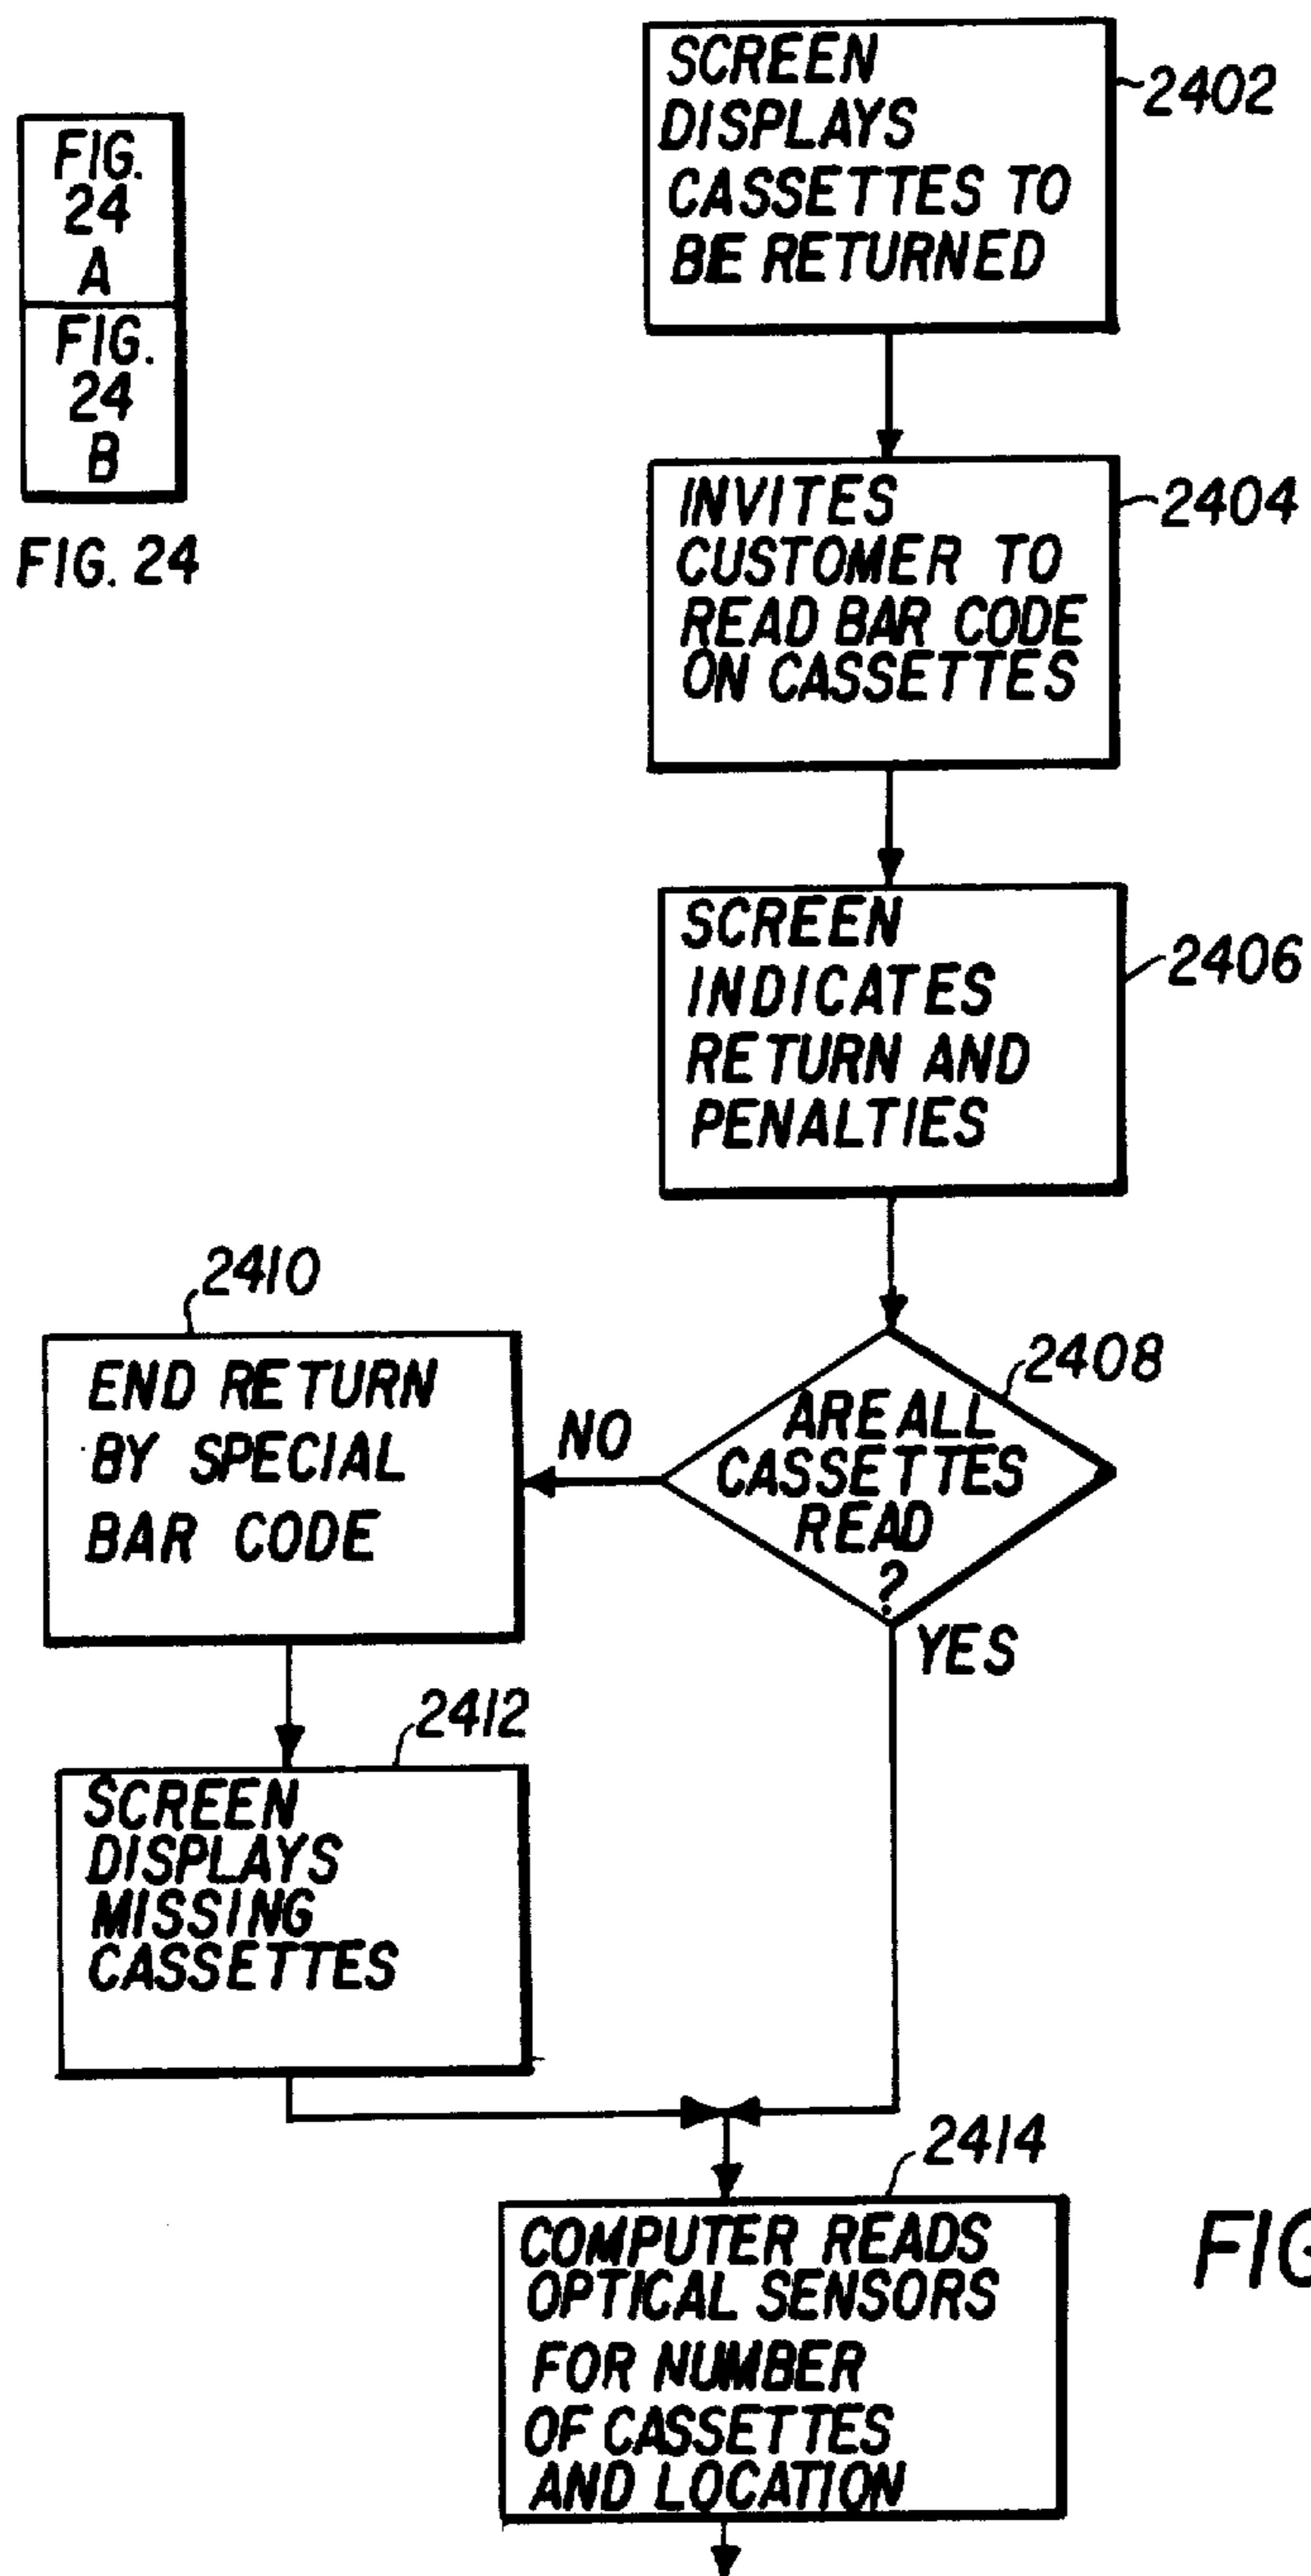 FIG.
24
A
FIG.
24
B
FIG. 24
SCREEN
DISPLAYS
CASSETTES TO
BE RETURNED
2402
INVITES
CUSTOMER TO
READ BAR CODE
ON CASSETTES
2404
SCREEN
INDICATES
RETURN AND
PENALTIES
2406
ARE ALL
CASSETTES
READ
?
2408
NO
YES
2410
END RETURN
BY SPECIAL
BAR CODE
2412
SCREEN
DISPLAYS
MISSING
CASSETTES
2414
COMPUTER READS
OPTICAL SENSORS
FOR NUMBER
OF CASSETTES
AND LOCATION